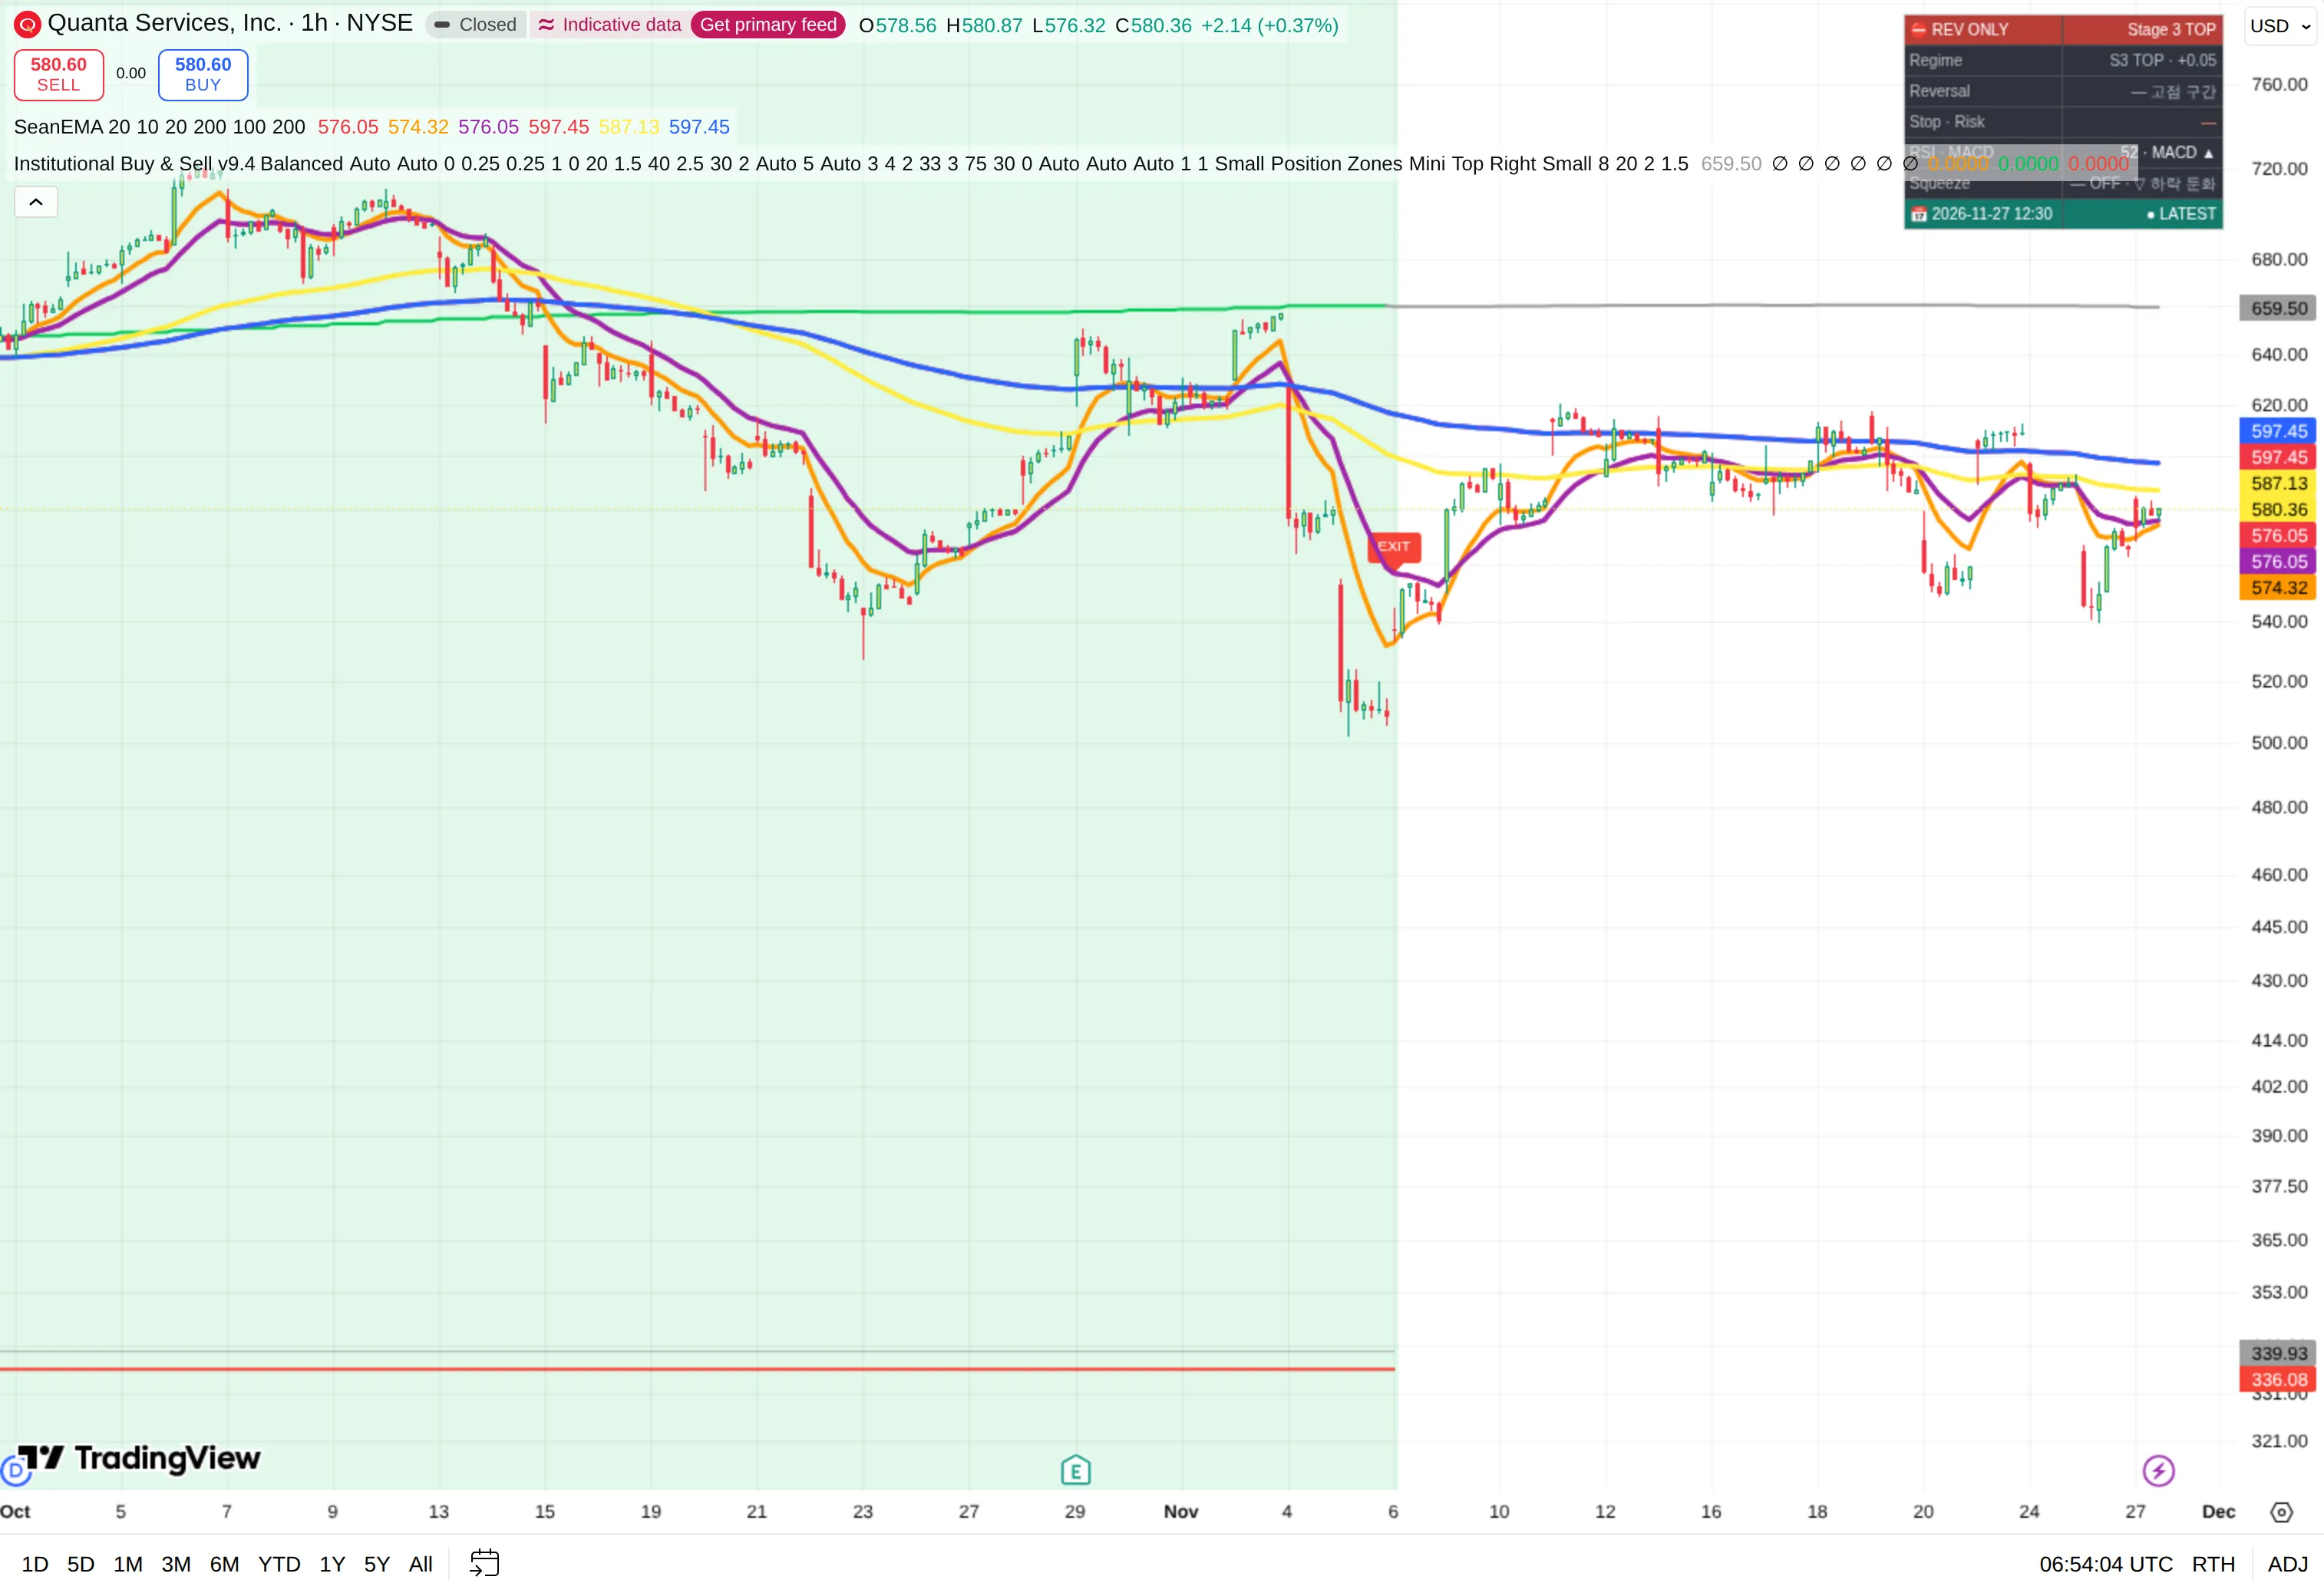 Quanta Services, Inc. · 1h · NYSE Closed ≈ Indicative data Get primary feed O578.56 H580.87 L576.32 C580.36 +2.14 (+0.37%)
580.60 SELL 0.00 580.60 BUY
SeanEMA 20 10 20 200 100 200 576.05 574.32 576.05 597.45 587.13 597.45
Institutional Buy & Sell v9.4 Balanced Auto Auto 0 0.25 0.25 1 0 20 1.5 40 2.5 30 2 Auto 5 Auto 3 4 2 33 3 75 30 0 Auto Auto Auto 1 1 Small Position Zones Mini Top Right Small 8 20 2 1.5 659.50 ∅ ∅ ∅ ∅ ∅ ∅ 0.0000 0.0000 0.0000
REV ONLY Stage 3 TOP
Regime S3 TOP · +0.05
Reversal — 고점 구간
Stop · Risk —
RSI · MACD 52 · MACD ▲
Squeeze — OFF · ▽ 하락 둔화
2026-11-27 12:30 ● LATEST
USD
760.00
720.00
680.00
659.50
640.00
620.00
597.45
597.45
587.13
580.36
576.05
576.05
574.32
540.00
520.00
500.00
480.00
460.00
445.00
430.00
414.00
402.00
390.00
377.50
365.00
353.00
339.93
336.08
331.00
321.00
EXIT
TradingView
D
E
Oct 5 7 9 13 15 19 21 23 27 29 Nov 4 6 10 12 16 18 20 24 27 Dec
1D 5D 1M 3M 6M YTD 1Y 5Y All 06:54:04 UTC RTH ADJ